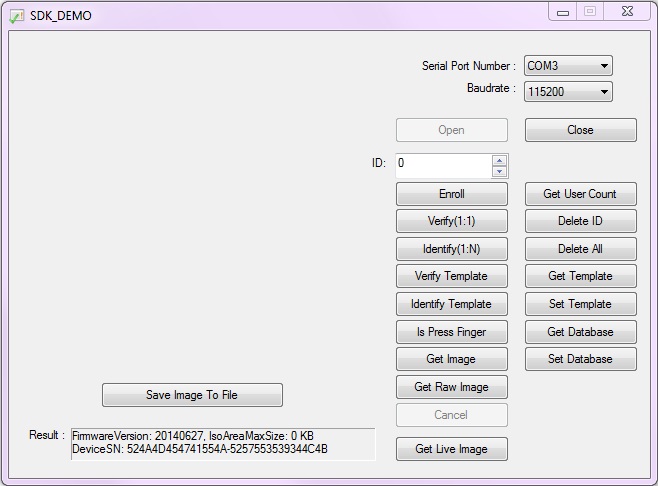 SDK_DEMO
Serial Port Number : COM3
Baudrate : 115200
Open Close
ID: 0
Enroll Get User Count
Verify(1:1) Delete ID
Identify(1:N) Delete All
Verify Template Get Template
Identify Template Set Template
Is Press Finger Get Database
Get Image Set Database
Get Raw Image
Save Image To File
Cancel
Result : FirmwareVersion: 20140627, IsoAreaMaxSize: 0 KB
DeviceSN: 524A4D454741554A-5257553539344C4B
Get Live Image